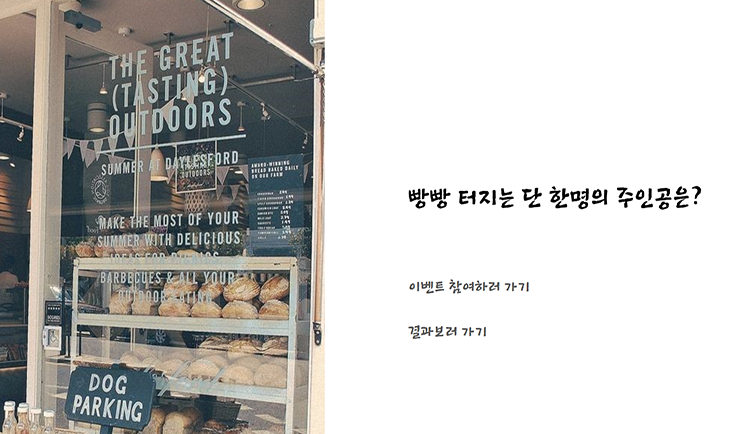 THE GREAT
(TASTING)
OUTDOORS
SUMMER AT DAYLESFORD
OUTDOORS
AWARD-WINNING
BREAD BAKED DAILY
ON OUR FARM
MAKE THE MOST OF YOUR
SUMMER WITH DELICIOUS
IDEAS FOR PICNICS,
BARBECUES & ALL YOUR
OUTDOOR EATING
DOG
PARKING
빵빵 터지는 단 한명의 주인공은?
이벤트 참여하러 가기
결과보러 가기